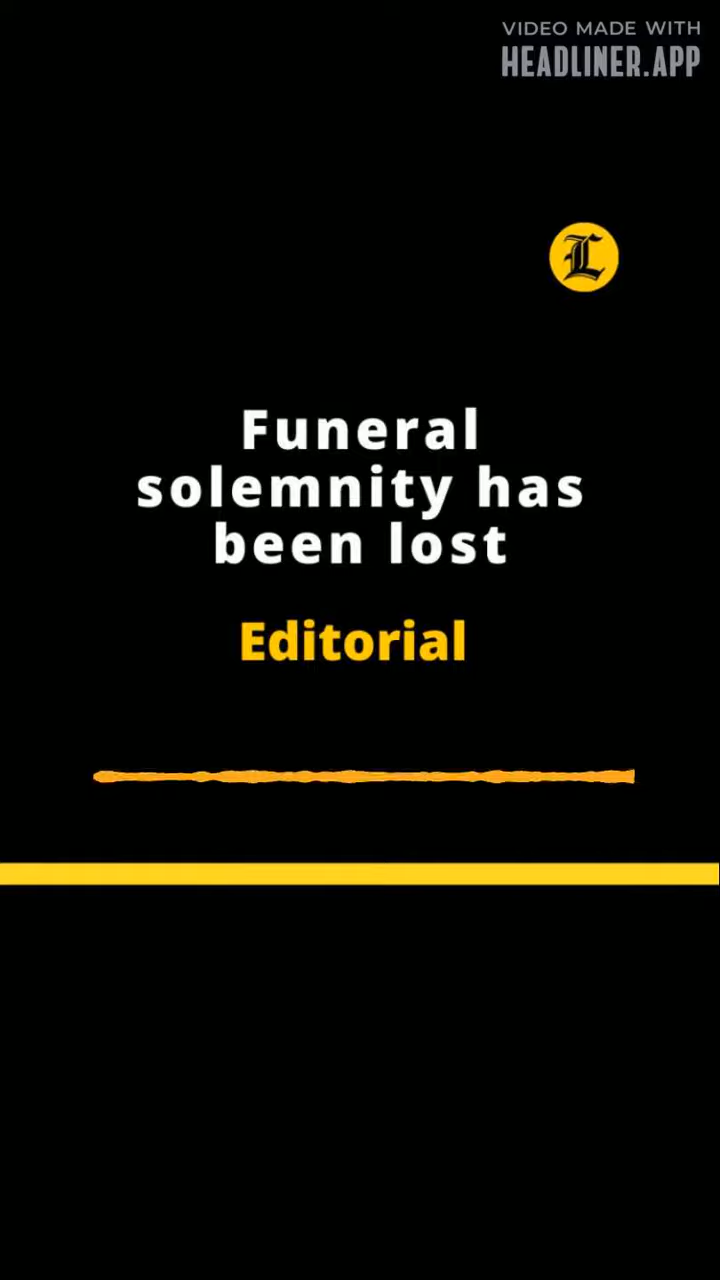 VIDEO MADE WITH
HEADLINER.APP
L
Funeral
solemnity has
been lost
Editorial